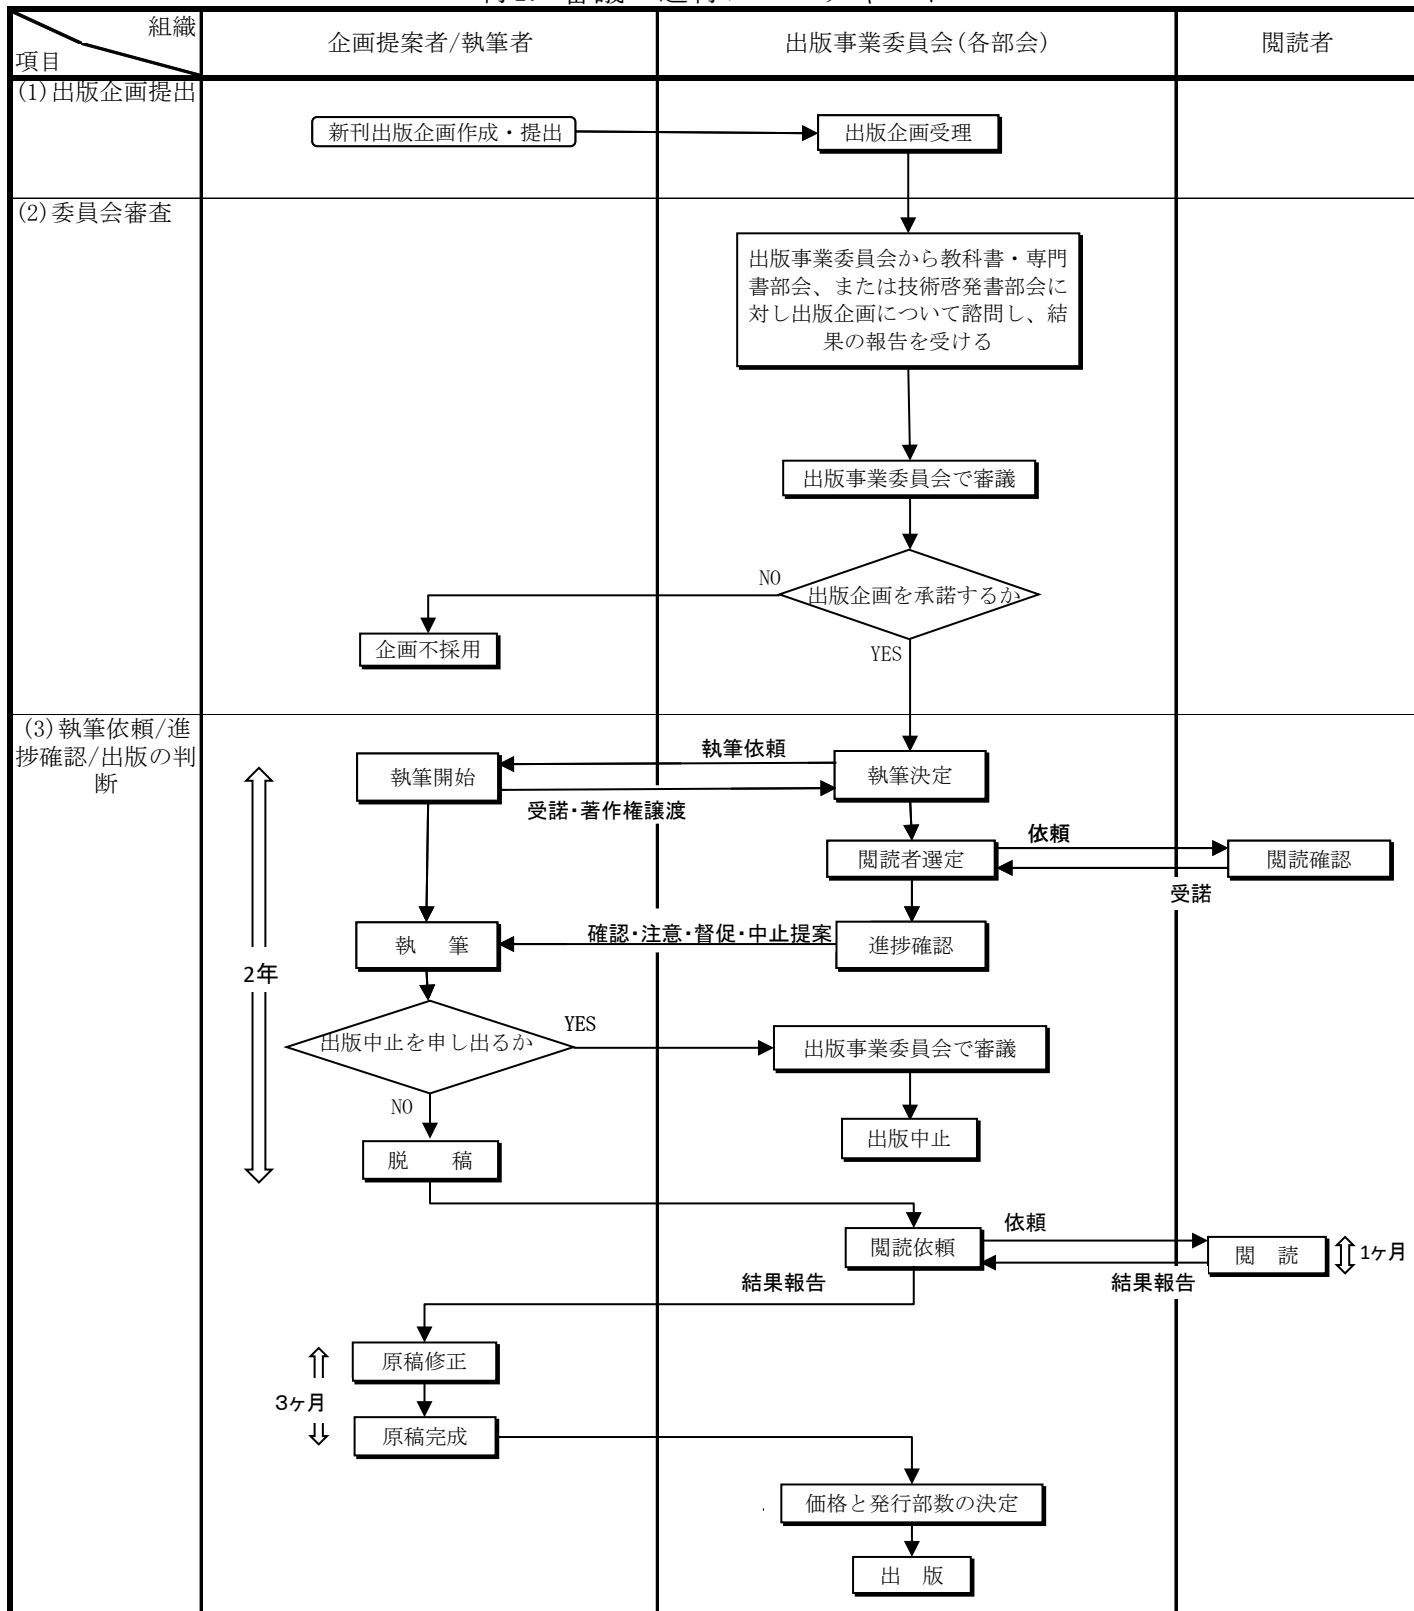 組織
項目
企画提案者/執筆者
出版事業委員会(各部会)
閲読者
(1)出版企画提出
新刊出版企画作成・提出
出版企画受理
(2)委員会審査
出版事業委員会から教科書・専門
書部会、または技術啓発書部会に
対し出版企画について諮問し、結
果の報告を受ける
出版事業委員会で審議
出版企画を承諾するか
NO
企画不採用
YES
(3)執筆依頼/進
捗確認/出版の判
断
執筆依頼
執筆開始
執筆決定
受諾・著作権譲渡
依頼
閲読者選定
閲読確認
受諾
確認・注意・督促・中止提案
執　筆
進捗確認
2年
出版中止を申し出るか
YES
出版事業委員会で審議
NO
出版中止
脱　稿
依頼
閲読依頼
閲　読
1ヶ月
結果報告
結果報告
原稿修正
3ヶ月
原稿完成
価格と発行部数の決定
出　版